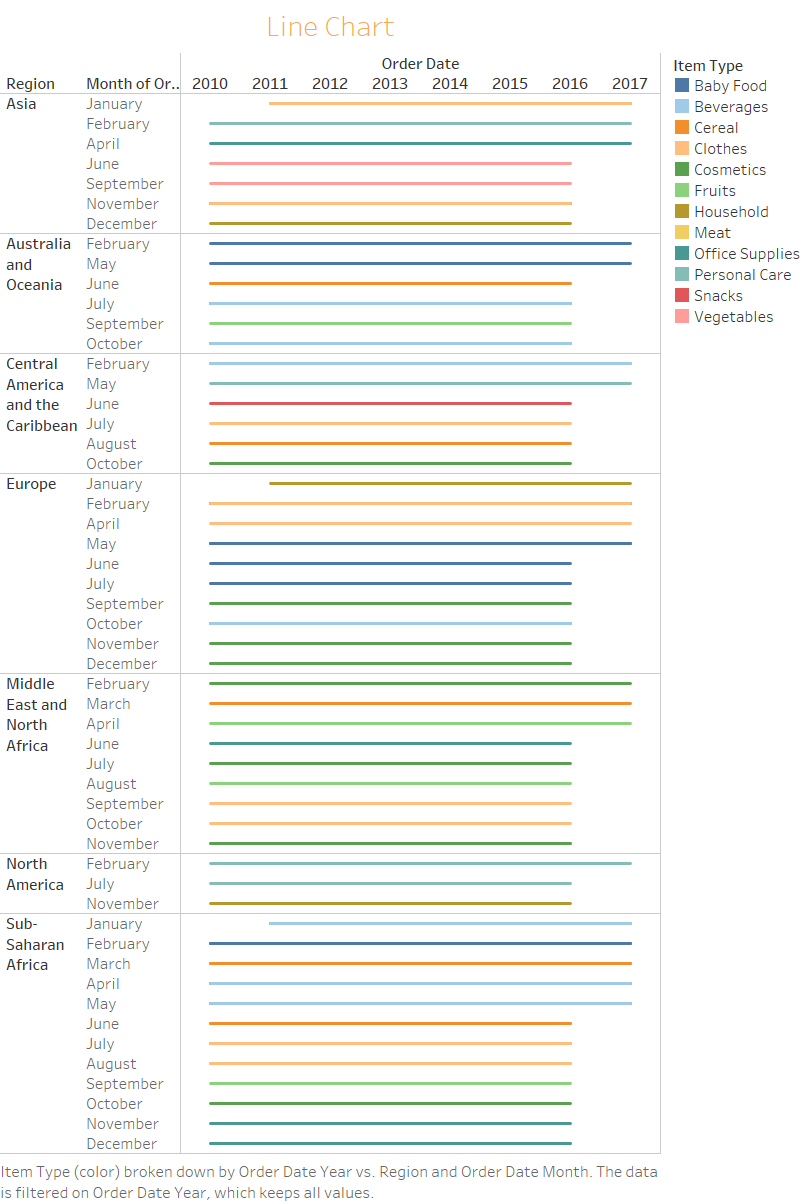 Line Chart
Order Date
Region Month of Or.. 2010 2011 2012 2013 2014 2015 2016 2017
Asia January
February
April
June
September
November
December
Australia February
and May
Oceania June
July
September
October
Central February
America May
and the June
Caribbean July
August
October
Europe January
February
April
May
June
July
September
October
November
December
Middle February
East and March
North April
Africa June
July
August
September
October
November
North February
America July
November
Sub- January
Saharan February
Africa March
April
May
June
July
August
September
October
November
December
Item Type
Baby Food
Beverages
Cereal
Clothes
Cosmetics
Fruits
Household
Meat
Office Supplies
Personal Care
Snacks
Vegetables
Item Type (color) broken down by Order Date Year vs. Region and Order Date Month. The data
is filtered on Order Date Year, which keeps all values.